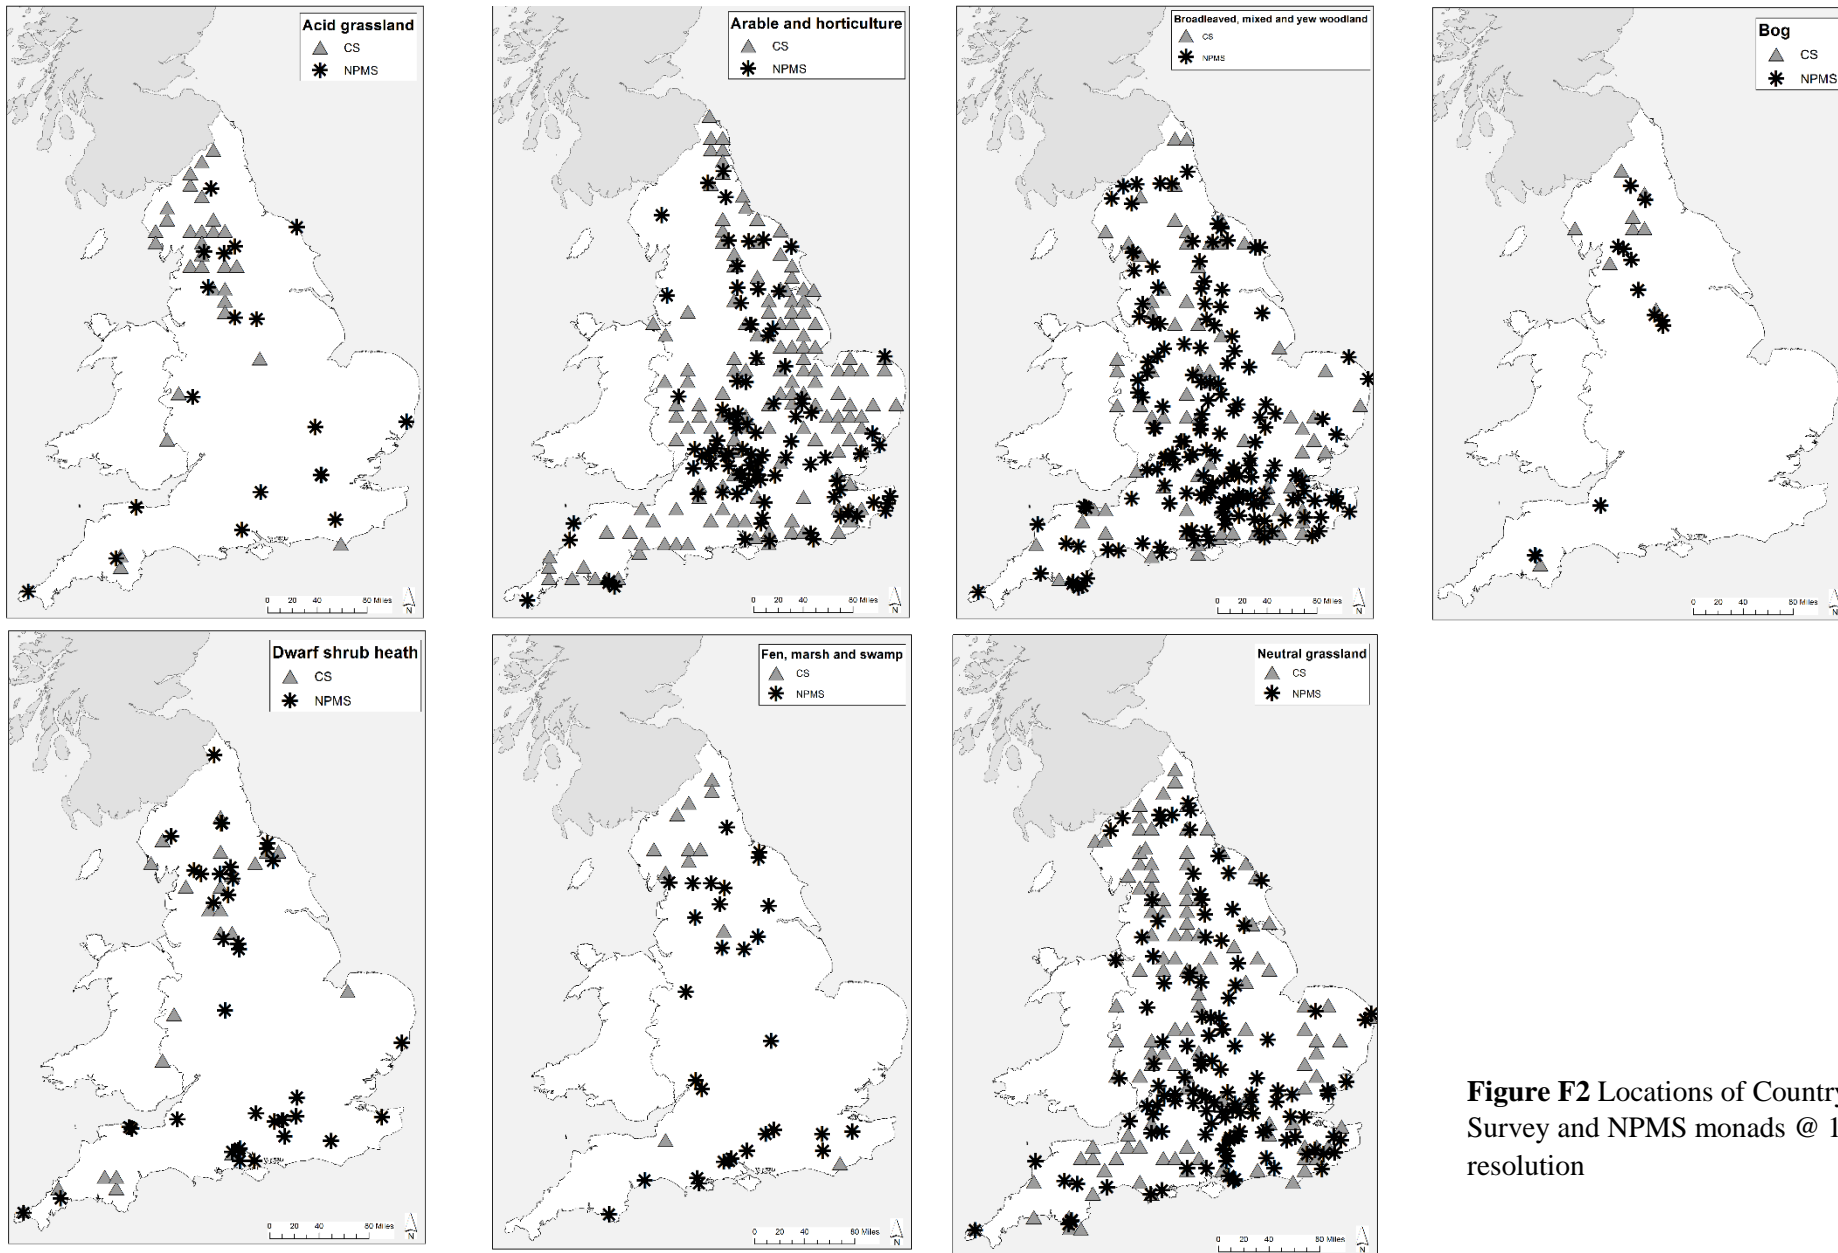 Acid grassland
CS
NPMS
0 20 40 80 Miles
N
Arable and horticulture
CS
NPMS
0 20 40 80 Miles
N
Broadleaved, mixed and yew woodland
CS
NPMS
0 20 40 80 Miles
N
Bog
CS
NPMS
0 20 40 80 Miles
N
Dwarf shrub heath
CS
NPMS
0 20 40 80 Miles
N
Fen, marsh and swamp
CS
NPMS
0 20 40 80 Miles
N
Neutral grassland
CS
NPMS
0 20 40 80 Miles
N
Figure F2 Locations of Country
Survey and NPMS monads @ 1
resolution